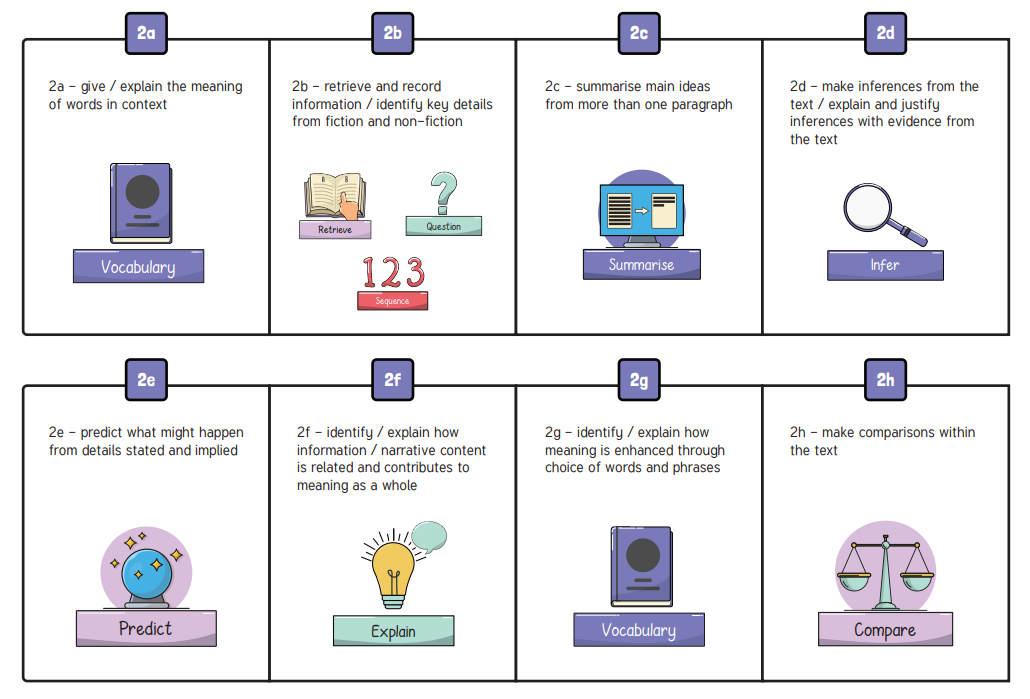 2a
2b
2c
2d
2a – give / explain the meaning
of words in context
2b – retrieve and record
information / identify key details
from fiction and non-fiction
2c – summarise main ideas
from more than one paragraph
2d – make inferences from the
text / explain and justify
inferences with evidence from
the text
Vocabulary
Retrieve
Question
123
Sequence
Summarise
Infer
2e
2f
2g
2h
2e – predict what might happen
from details stated and implied
2f – identify / explain how
information / narrative content
is related and contributes to
meaning as a whole
2g – identify / explain how
meaning is enhanced through
choice of words and phrases
2h – make comparisons within
the text
Predict
Explain
Vocabulary
Compare